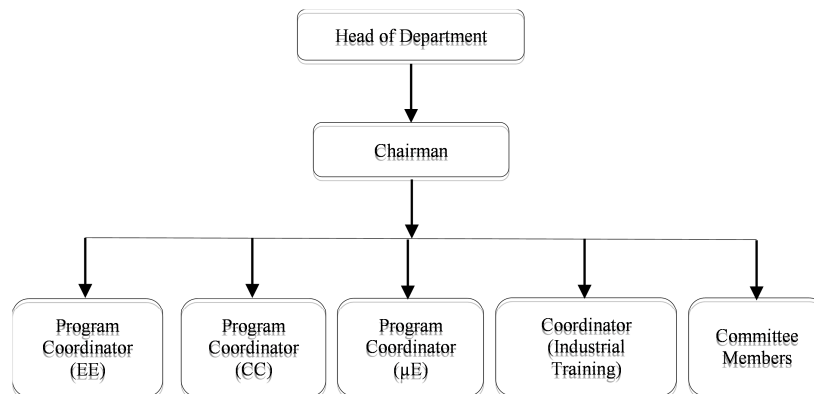 Head of Department
Chairman
Program
Coordinator
(EE)
Program
Coordinator
(CC)
Program
Coordinator
(µE)
Coordinator
(Industrial
Training)
Committee
Members